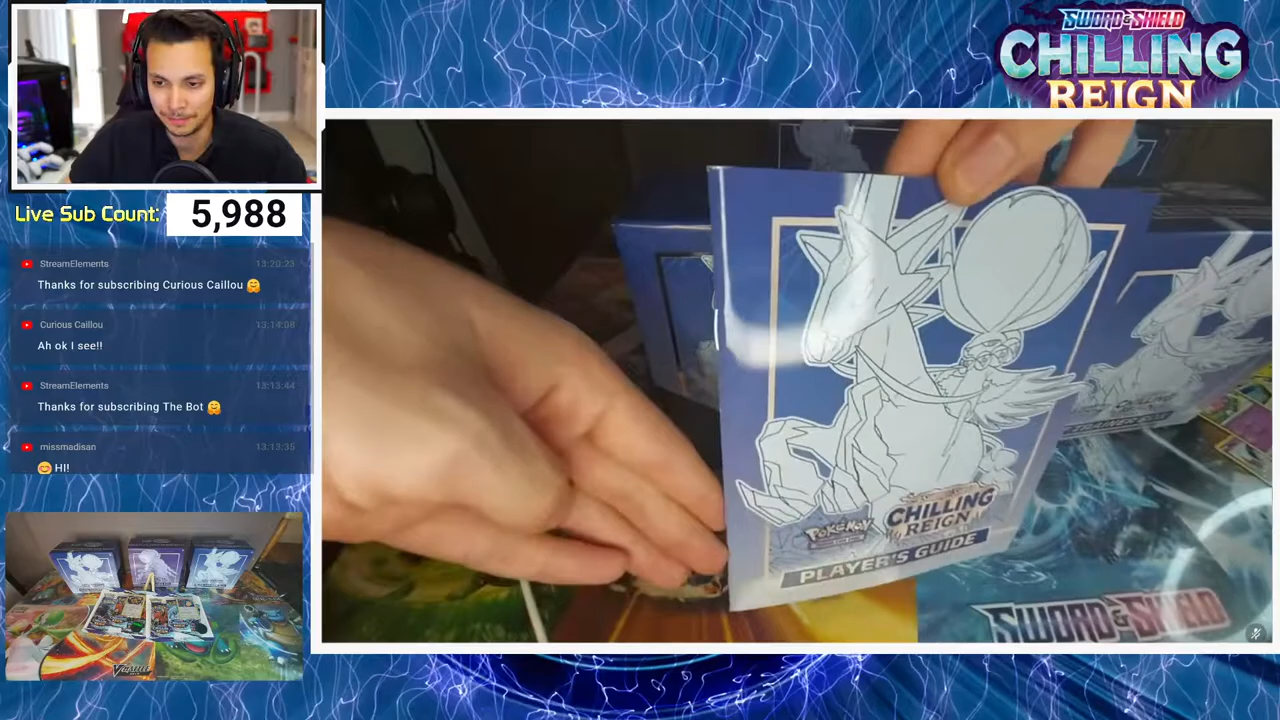 SWORD & SHIELD
CHILLING
REIGN
Live Sub Count: 5,988
StreamElements 13:20:23
Thanks for subscribing Curious Caillou 🤗
Curious Caillou 13:14:08
Ah ok I see!!
StreamElements 13:13:44
Thanks for subscribing The Bot 🤗
missmadisan 13:13:35
😊 HI!
POKÉMON
CHILLING
REIGN
PLAYER'S GUIDE
SWORD & SHIELD